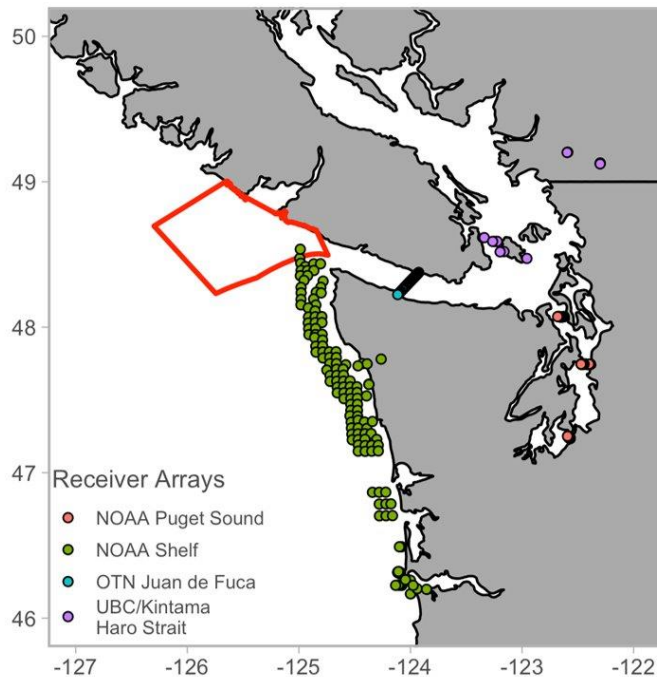 50
49
48
47
46
Receiver Arrays
NOAA Puget Sound
NOAA Shelf
OTN Juan de Fuca
UBC/Kintama
Haro Strait
-127 -126 -125 -124 -123 -122